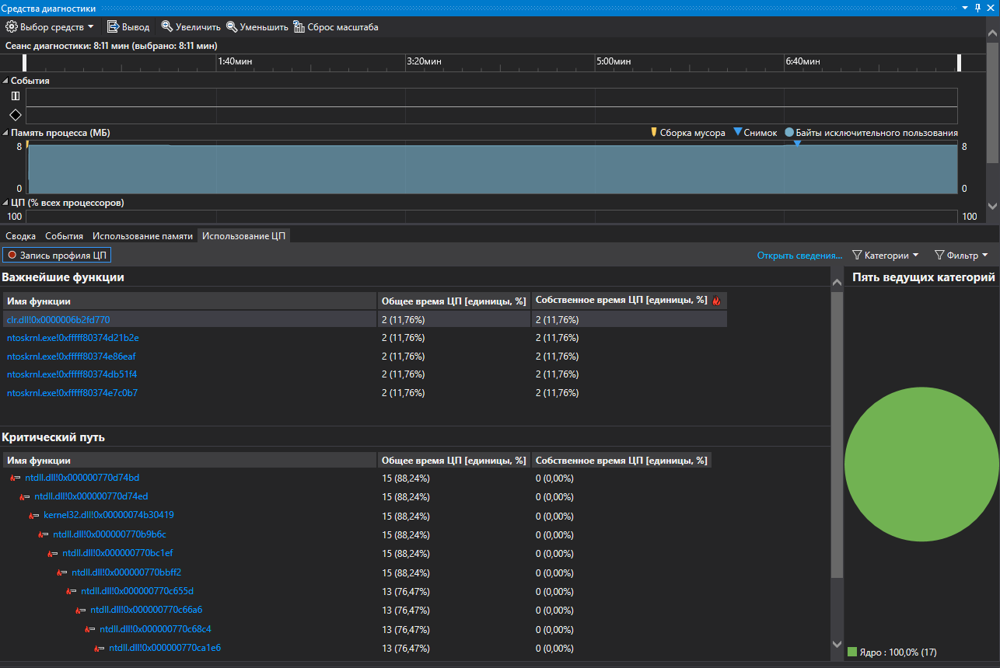 Средства диагностики
Выбор средств Вывод Увеличить Уменьшить Сброс масштаба
Сеанс диагностики: 8:11 мин (выбрано: 8:11 мин)
1:40мин 3:20мин 5:00мин 6:40мин
События
Память процесса (МБ) Сборка мусора Снимок Байты исключительного пользования
8 8
0 0
ЦП (% всех процессоров)
100 100
Сводка События Использование памяти Использование ЦП
Запись профиля ЦП Открыть сведения... Категории Фильтр
Важнейшие функции Пять ведущих категорий
Имя функции Общее время ЦП [единицы, %] Собственное время ЦП [единицы, %]
clr.dll!0x0000006b2fd770 2 (11,76%) 2 (11,76%)
ntoskrnl.exe!0xfffff80374d21b2e 2 (11,76%) 2 (11,76%)
ntoskrnl.exe!0xfffff80374e86eaf 2 (11,76%) 2 (11,76%)
ntoskrnl.exe!0xfffff80374db51f4 2 (11,76%) 2 (11,76%)
ntoskrnl.exe!0xfffff80374e7c0b7 2 (11,76%) 2 (11,76%)
Критический путь
Имя функции Общее время ЦП [единицы, %] Собственное время ЦП [единицы, %]
ntdll.dll!0x000000770d74bd 15 (88,24%) 0 (0,00%)
ntdll.dll!0x000000770d74ed 15 (88,24%) 0 (0,00%)
kernel32.dll!0x00000074b30419 15 (88,24%) 0 (0,00%)
ntdll.dll!0x000000770b9b6c 15 (88,24%) 0 (0,00%)
ntdll.dll!0x000000770bc1ef 15 (88,24%) 0 (0,00%)
ntdll.dll!0x000000770bbff2 15 (88,24%) 0 (0,00%)
ntdll.dll!0x000000770c655d 13 (76,47%) 0 (0,00%)
ntdll.dll!0x000000770c66a6 13 (76,47%) 0 (0,00%)
ntdll.dll!0x000000770c68c4 13 (76,47%) 0 (0,00%)
ntdll.dll!0x000000770ca1e6 13 (76,47%) 0 (0,00%)
Ядро : 100,0% (17)